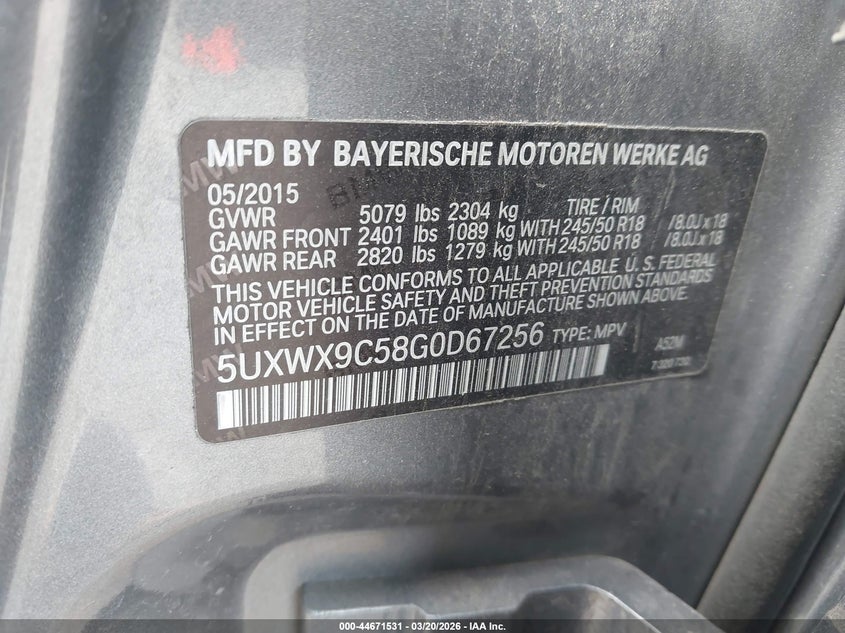 MFD BY BAYERISCHE MOTOREN WERKE AG
05/2015 TIRE / RIM
GVWR 5079 lbs 2304 kg
GAWR FRONT 2401 lbs 1089 kg WITH 245/50 R18 /8.0J x 18
GAWR REAR 2820 lbs 1279 kg WITH 245/50 R18 /8.0J x 18
THIS VEHICLE CONFORMS TO ALL APPLICABLE U.S. FEDERAL
MOTOR VEHICLE SAFETY AND THEFT PREVENTION STANDARDS
IN EFFECT ON THE DATE OF MANUFACTURE SHOWN ABOVE.
5UXWX9C58G0D67256 TYPE: MPV A52M
000-44671531 - 03/20/2026 - IAA Inc.